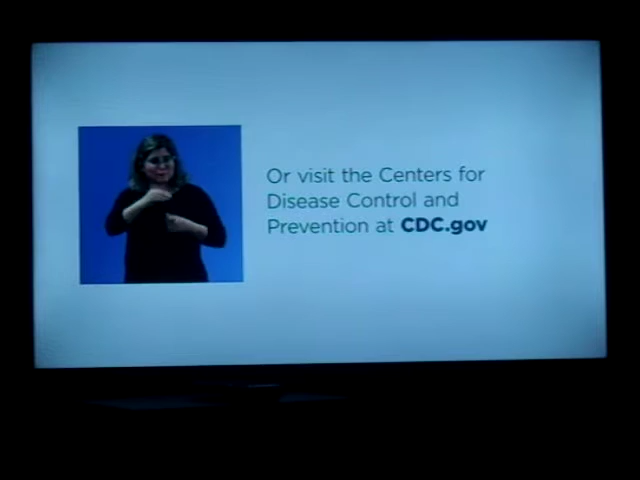 Or visit the Centers for
Disease Control and
Prevention at CDC.gov